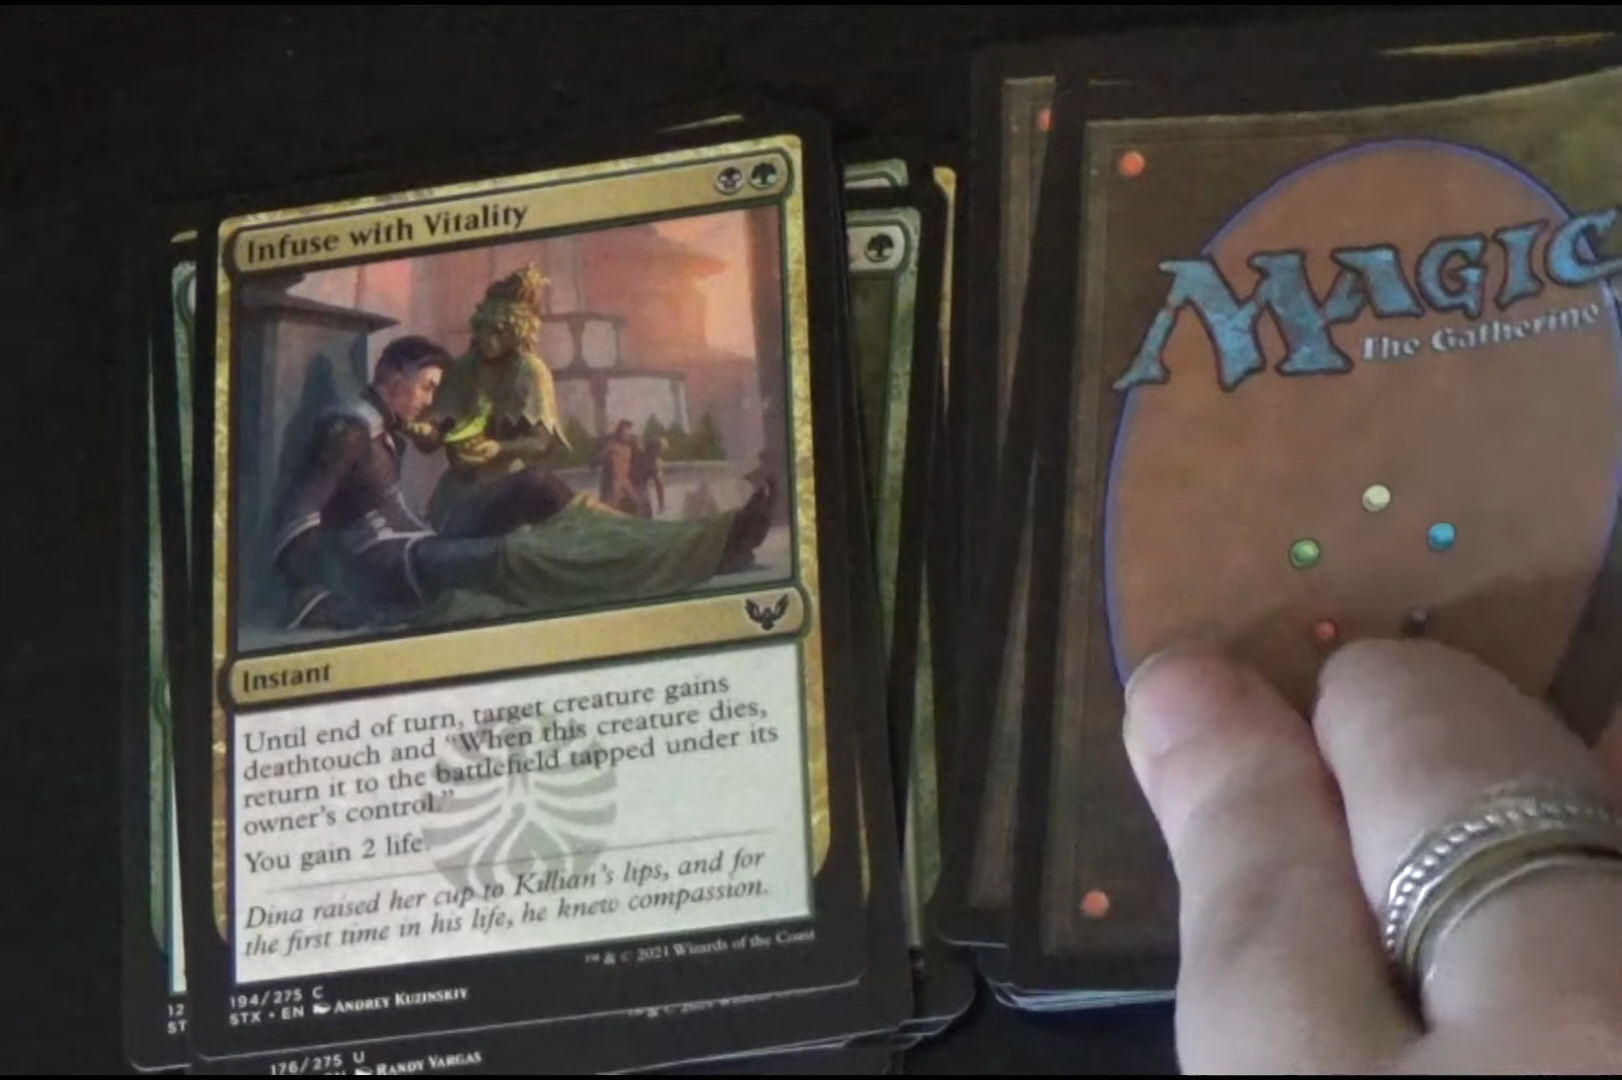 Infuse with Vitality
Instant
Until end of turn, target creature gains
deathtouch and “When this creature dies,
return it to the battlefield tapped under its
owner's control.”
You gain 2 life.
Dina raised her cup to Killian's lips, and for
the first time in his life, he knew compassion.
™ & © 2021 Wizards of the Coast
194/275 C
STX • EN ANDREY KUZINSKIY
12
ST
176/275 U
RANDY VARGAS
MAGIC
The Gathering